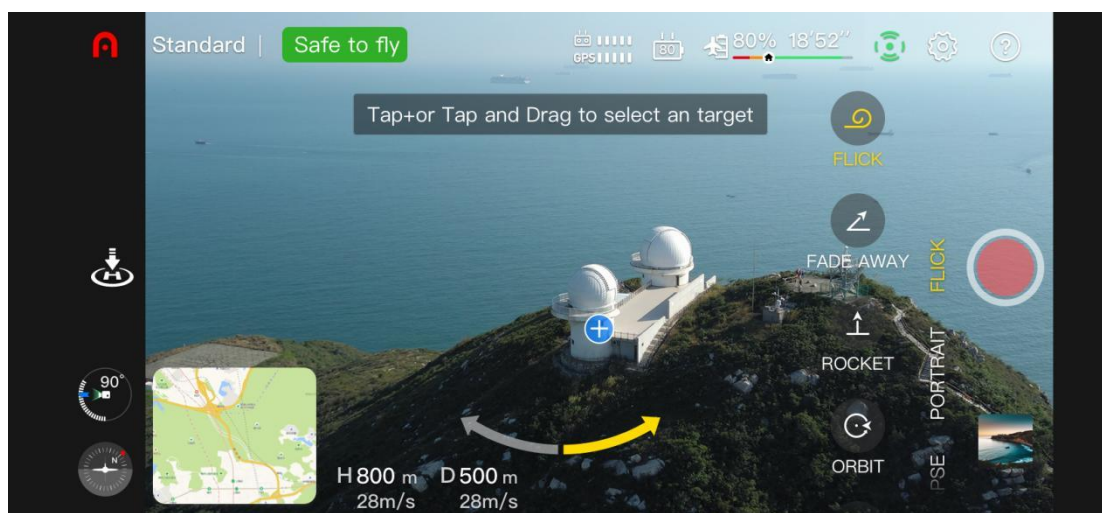 Standard
Safe to fly
GPS
80
80% 18'52''
?
Tap+or Tap and Drag to select an target
FLICK
FADE AWAY
ROCKET
ORBIT
FLICK
PORTRAIT
PSE
90°
N
H 800 m D 500 m
28m/s 28m/s